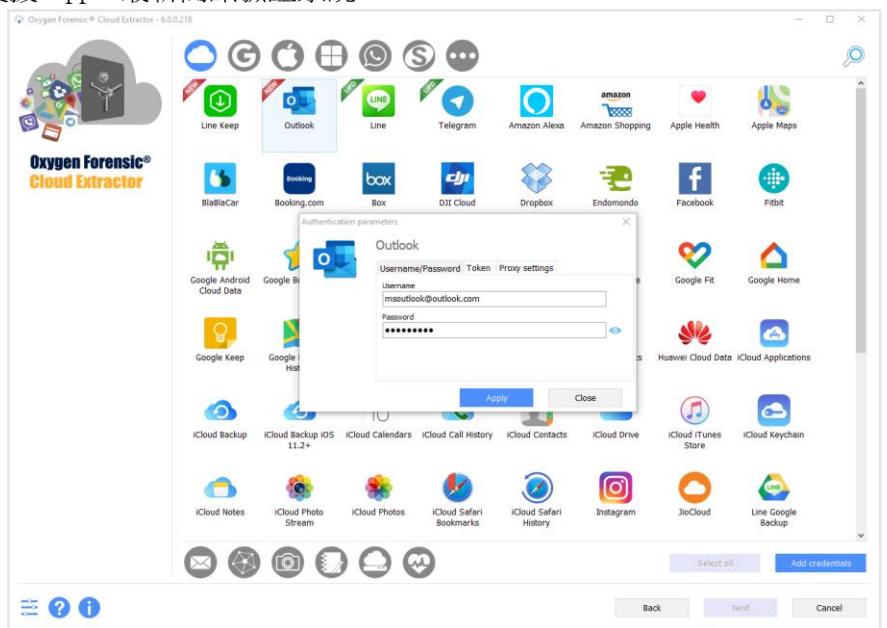 Oxygen Forensic® Cloud Extractor - 6.0.0.218
Oxygen Forensic®
Cloud Extractor
NEW
NEW
UPD
UPD
LINE
amazon
Line Keep
Outlook
Line
Telegram
Amazon Alexa
Amazon Shopping
Apple Health
Apple Maps
Booking
box
dji
BlaBlaCar
Booking.com
Box
DJI Cloud
Dropbox
Endomondo
Facebook
Fitbit
Authentication parameters
Outlook
Username/Password
Token
Proxy settings
Username
msoutlook@outlook.com
Password
Apply
Close
Google Android
Cloud Data
Google Fit
Google Home
Google Keep
Google
Huawei Cloud Data
iCloud Applications
iCloud Backup
iCloud Backup iOS
11.2+
iCloud Calendars
iCloud Call History
iCloud Contacts
iCloud Drive
iCloud iTunes
Store
iCloud Keychain
LINE
iCloud Notes
iCloud Photo
Stream
iCloud Photos
iCloud Safari
Bookmarks
iCloud Safari
History
Instagram
JioCloud
Line Google
Backup
Select all
Add credentials
Back
Next
Cancel